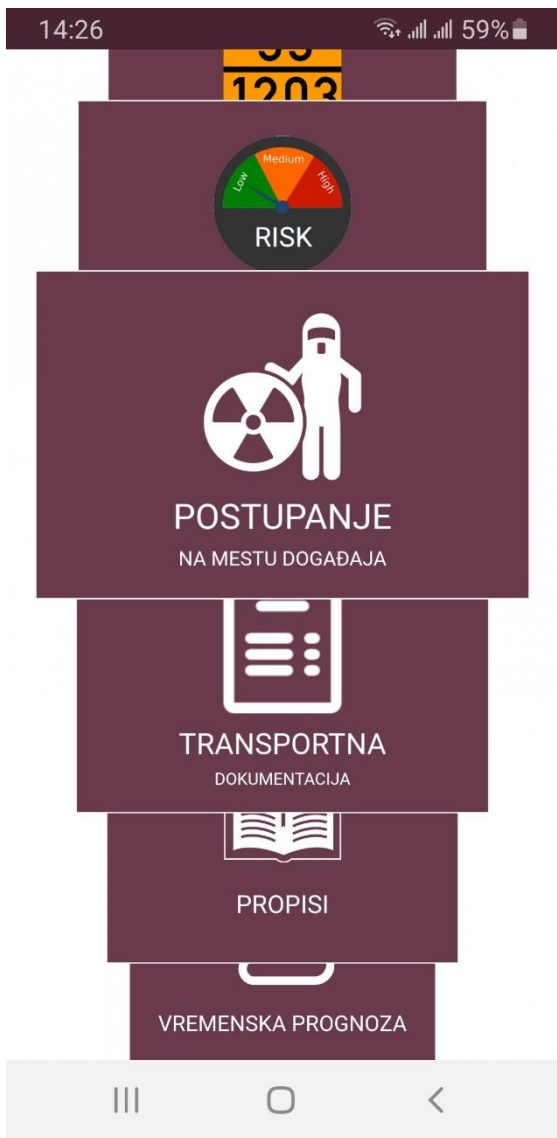 14:26
59%
1203
Low
Medium
High
RISK
POSTUPANJE
NA MESTU DOGAĐAJA
TRANSPORTNA
DOKUMENTACIJA
PROPISI
VREMENSKA PROGNOZA